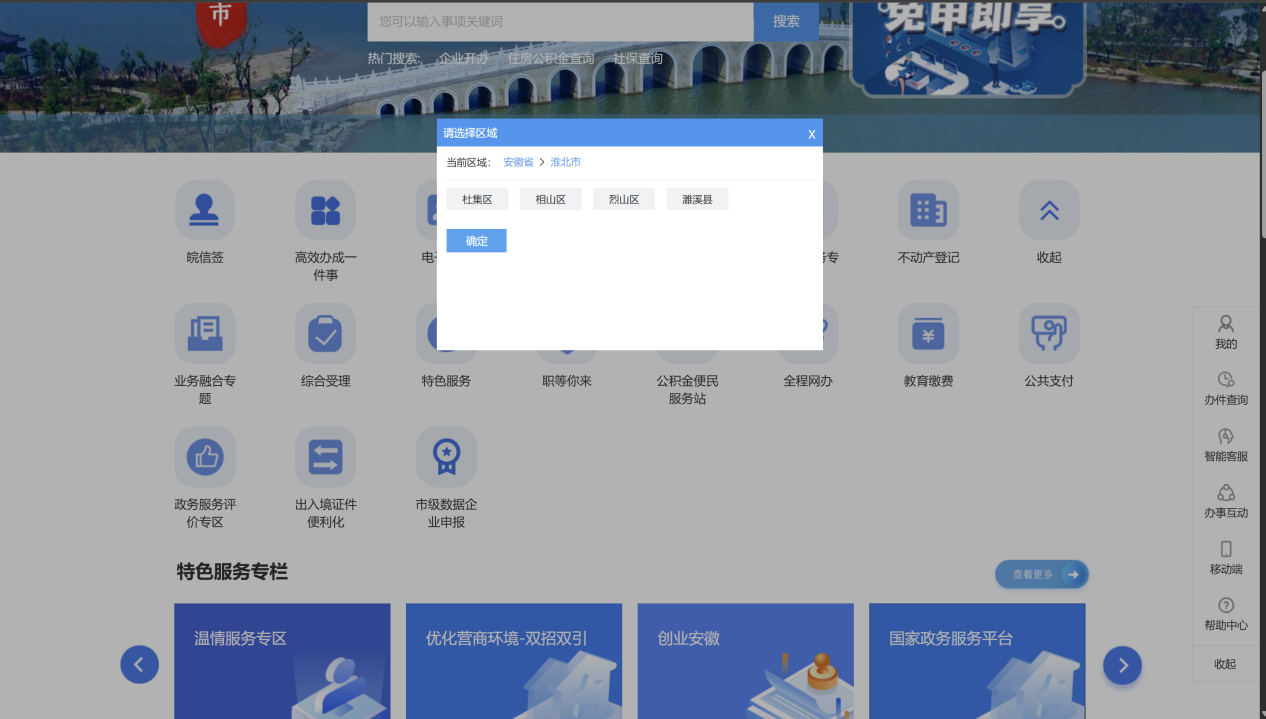 市
您可以输入事项关键词
搜索
免申即享。
热门搜索: 企业开办 住房公积金查询 社保查询
请选择区域
X
当前区域: 安徽省 > 淮北市
杜集区 相山区 烈山区 濉溪县
确定
皖信签
高效办成一
件事
不动产登记
收起
业务融合专
题
综合受理
特色服务
职等你来
公积金便民
服务站
全程网办
教育缴费
公共支付
政务服务评
价专区
出入境证件
便利化
市级数据企
业申报
特色服务专栏
查看更多
温情服务专区
优化营商环境-双招双引
创业安徽
国家政务服务平台
我的
办件查询
智能客服
办事互动
移动端
帮助中心
收起